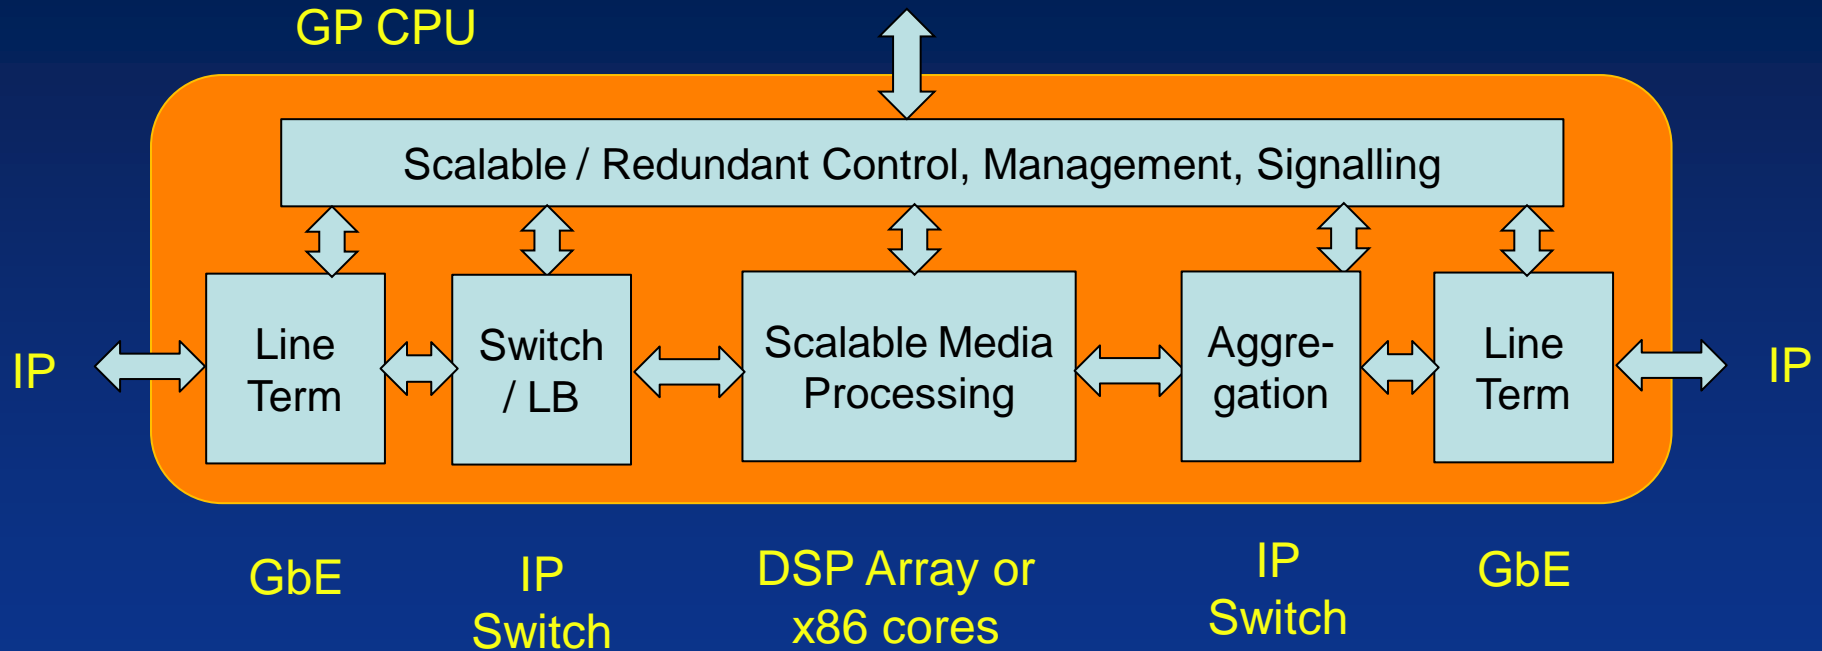 GP CPU
Scalable / Redundant Control, Management, Signalling
IP
Line
Term
Switch
/ LB
Scalable Media
Processing
Aggre-
gation
Line
Term
IP
GbE
IP
Switch
DSP Array or
x86 cores
IP
Switch
GbE